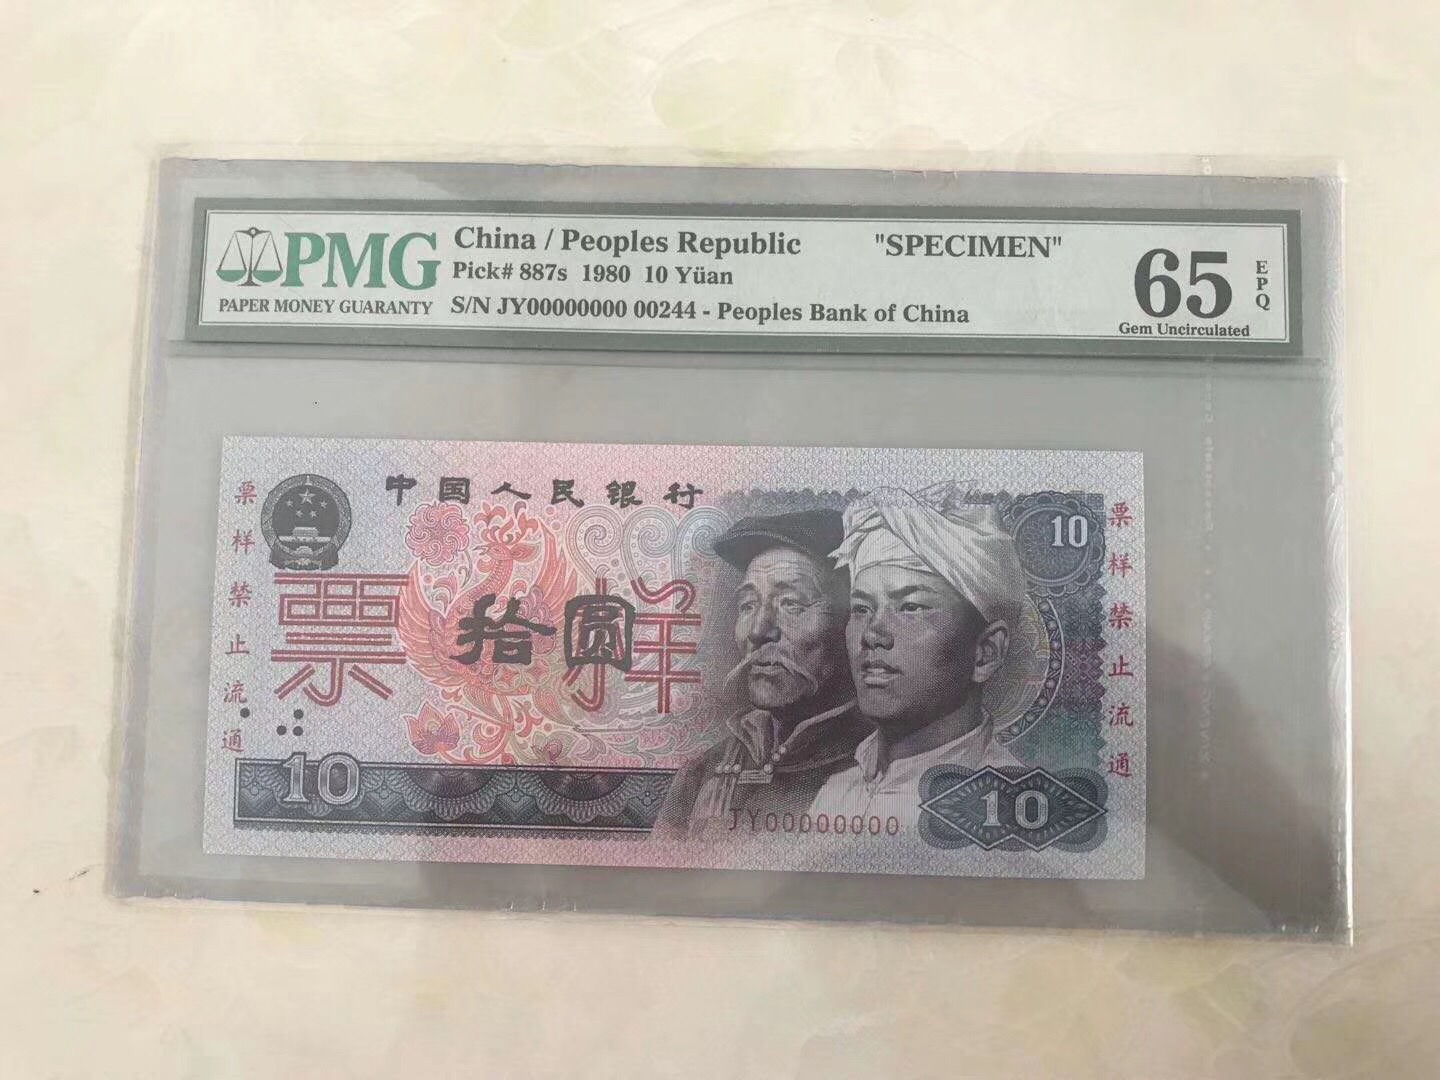 PMG
PAPER MONEY GUARANTY
China / Peoples Republic "SPECIMEN"
Pick# 887s 1980 10 Yüan
S/N JY00000000 00244 - Peoples Bank of China
65 EPQ
Gem Uncirculated
中国人民银行
票样禁止流通
票样
拾圆
10
票样禁止流通
10
JY00000000
10